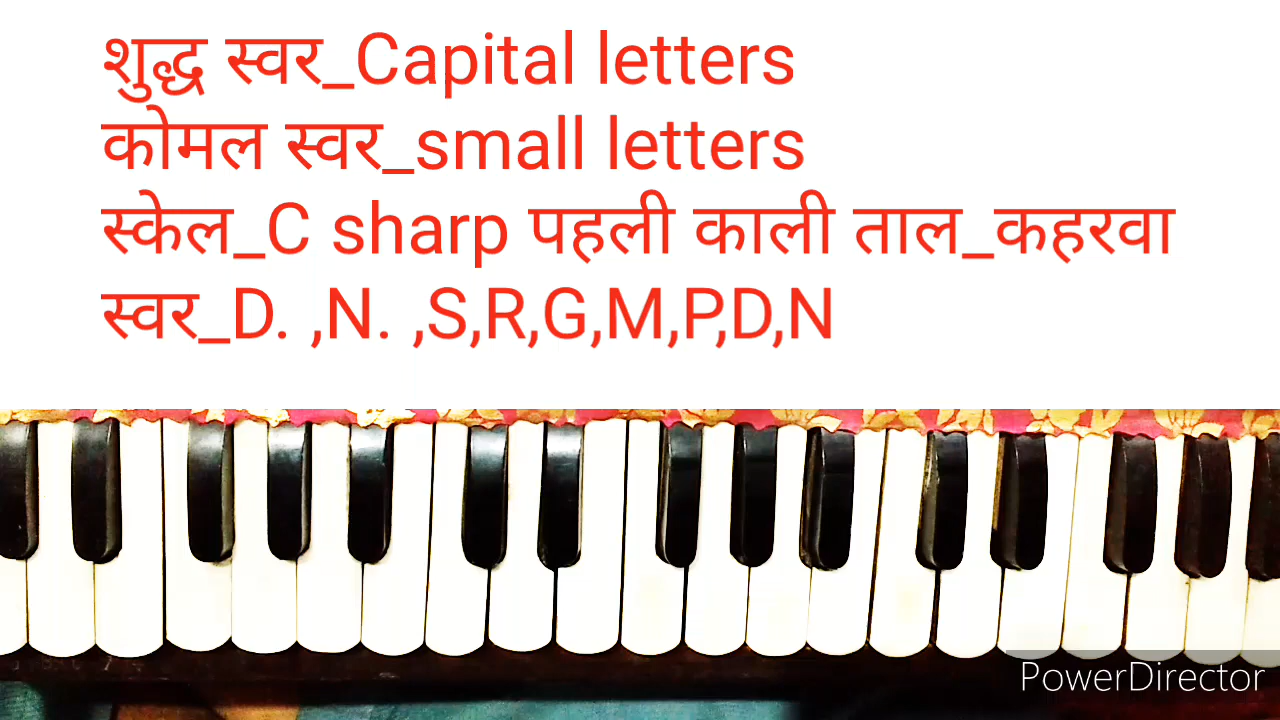 शुद्ध स्वर_Capital letters
कोमल स्वर_small letters
स्केल_C sharp पहली काली ताल_कहरवा
स्वर_D. ,N. ,S,R,G,M,P,D,N
PowerDirector